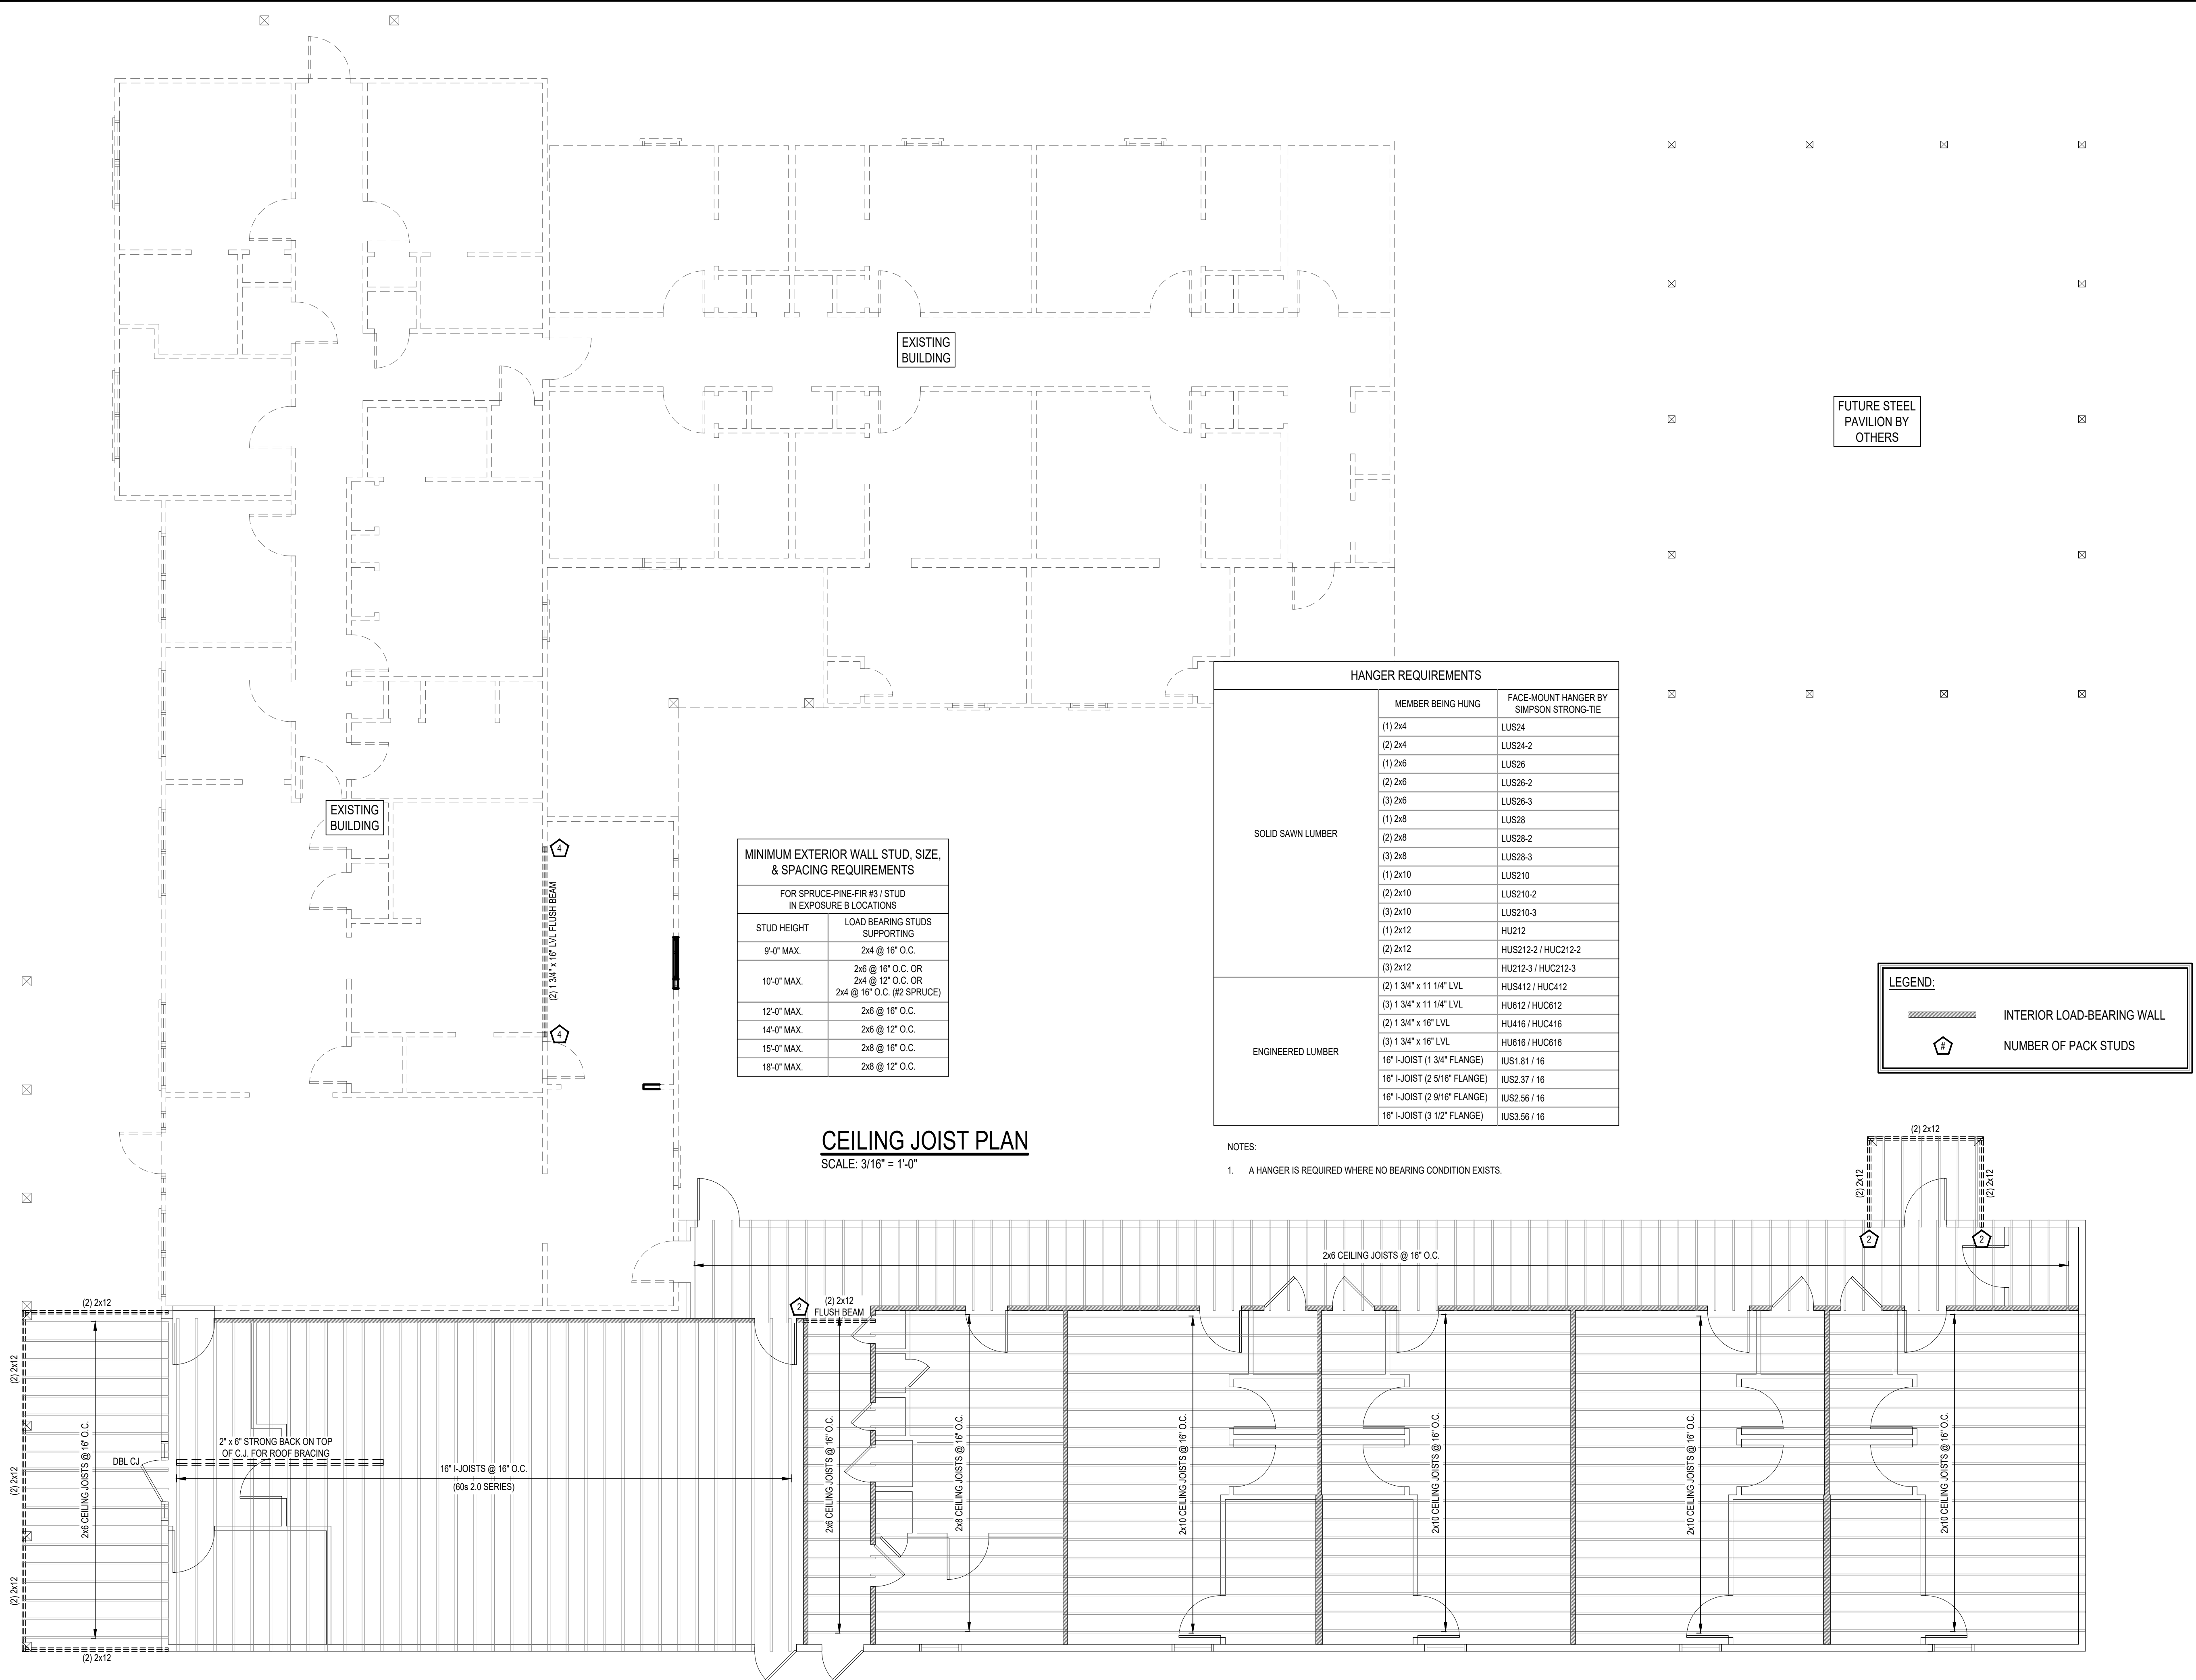 EXISTING
BUILDING
FUTURE STEEL
PAVILION BY
OTHERS
EXISTING
BUILDING
4
(2) 1 3/4" x 16" LVL FLUSH BEAM
4
MINIMUM EXTERIOR WALL STUD, SIZE,
& SPACING REQUIREMENTS
FOR SPRUCE-PINE-FIR #3 / STUD
IN EXPOSURE B LOCATIONS
STUD HEIGHT
LOAD BEARING STUDS
SUPPORTING
9'-0" MAX.
2x4 @ 16" O.C.
10'-0" MAX.
2x6 @ 16" O.C. OR
2x4 @ 12" O.C. OR
2x4 @ 16" O.C. (#2 SPRUCE)
12'-0" MAX.
2x6 @ 16" O.C.
14'-0" MAX.
2x6 @ 12" O.C.
15'-0" MAX.
2x8 @ 16" O.C.
18'-0" MAX.
2x8 @ 12" O.C.
HANGER REQUIREMENTS
MEMBER BEING HUNG
FACE-MOUNT HANGER BY
SIMPSON STRONG-TIE
SOLID SAWN LUMBER
(1) 2x4
LUS24
(2) 2x4
LUS24-2
(1) 2x6
LUS26
(2) 2x6
LUS26-2
(3) 2x6
LUS26-3
(1) 2x8
LUS28
(2) 2x8
LUS28-2
(3) 2x8
LUS28-3
(1) 2x10
LUS210
(2) 2x10
LUS210-2
(3) 2x10
LUS210-3
(1) 2x12
HU212
(2) 2x12
HUS212-2 / HUC212-2
(3) 2x12
HU212-3 / HUC212-3
ENGINEERED LUMBER
(2) 1 3/4" x 11 1/4" LVL
HUS412 / HUC412
(3) 1 3/4" x 11 1/4" LVL
HU612 / HUC612
(2) 1 3/4" x 16" LVL
HU416 / HUC416
(3) 1 3/4" x 16" LVL
HU616 / HUC616
16" I-JOIST (1 3/4" FLANGE)
IUS1.81 / 16
16" I-JOIST (2 5/16" FLANGE)
IUS2.37 / 16
16" I-JOIST (2 9/16" FLANGE)
IUS2.56 / 16
16" I-JOIST (3 1/2" FLANGE)
IUS3.56 / 16
NOTES:
1. A HANGER IS REQUIRED WHERE NO BEARING CONDITION EXISTS.
LEGEND:
INTERIOR LOAD-BEARING WALL
#
NUMBER OF PACK STUDS
CEILING JOIST PLAN
SCALE: 3/16" = 1'-0"
(2) 2x12
(2) 2x12
(2) 2x12
2
2
2x6 CEILING JOISTS @ 16" O.C.
(2) 2x12
2
(2) 2x12
FLUSH BEAM
(2) 2x12
(2) 2x12
(2) 2x12
2x6 CEILING JOISTS @ 16" O.C.
DBL CJ
2" x 6" STRONG BACK ON TOP
OF C.J. FOR ROOF BRACING
16" I-JOISTS @ 16" O.C.
(60s 2.0 SERIES)
2x6 CEILING JOISTS @ 16" O.C.
2x8 CEILING JOISTS @ 16" O.C.
2x10 CEILING JOISTS @ 16" O.C.
2x10 CEILING JOISTS @ 16" O.C.
2x10 CEILING JOISTS @ 16" O.C.
2x10 CEILING JOISTS @ 16" O.C.
(2) 2x12